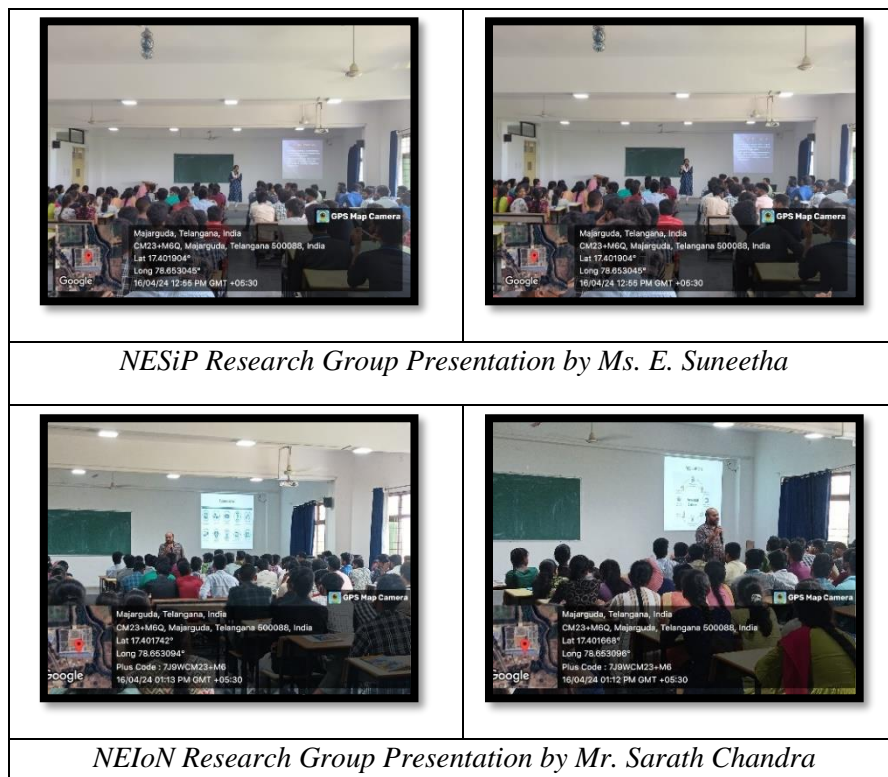 GPS Map Camera
Majarguda, Telangana, India
CM23+M6Q, Majarguda, Telangana 500088, India
Lat 17.401904°
Long 78.653045°
16/04/24 12:55 PM GMT +05:30
Google
GPS Map Camera
Majarguda, Telangana, India
CM23+M6Q, Majarguda, Telangana 500088, India
Lat 17.401904°
Long 78.653045°
16/04/24 12:55 PM GMT +05:30
Google
NESiP Research Group Presentation by Ms. E. Suneetha
GPS Map Camera
Majarguda, Telangana, India
CM23+M6Q, Majarguda, Telangana 500088, India
Lat 17.401742°
Long 78.653094°
Plus Code : 7J9WCM23+M6
16/04/24 01:13 PM GMT +05:30
Google
GPS Map Camera
Majarguda, Telangana, India
CM23+M6Q, Majarguda, Telangana 500088, India
Lat 17.401668°
Long 78.653096°
Plus Code : 7J9WCM23+M6
16/04/24 01:12 PM GMT +05:30
Google
NEIoN Research Group Presentation by Mr. Sarath Chandra